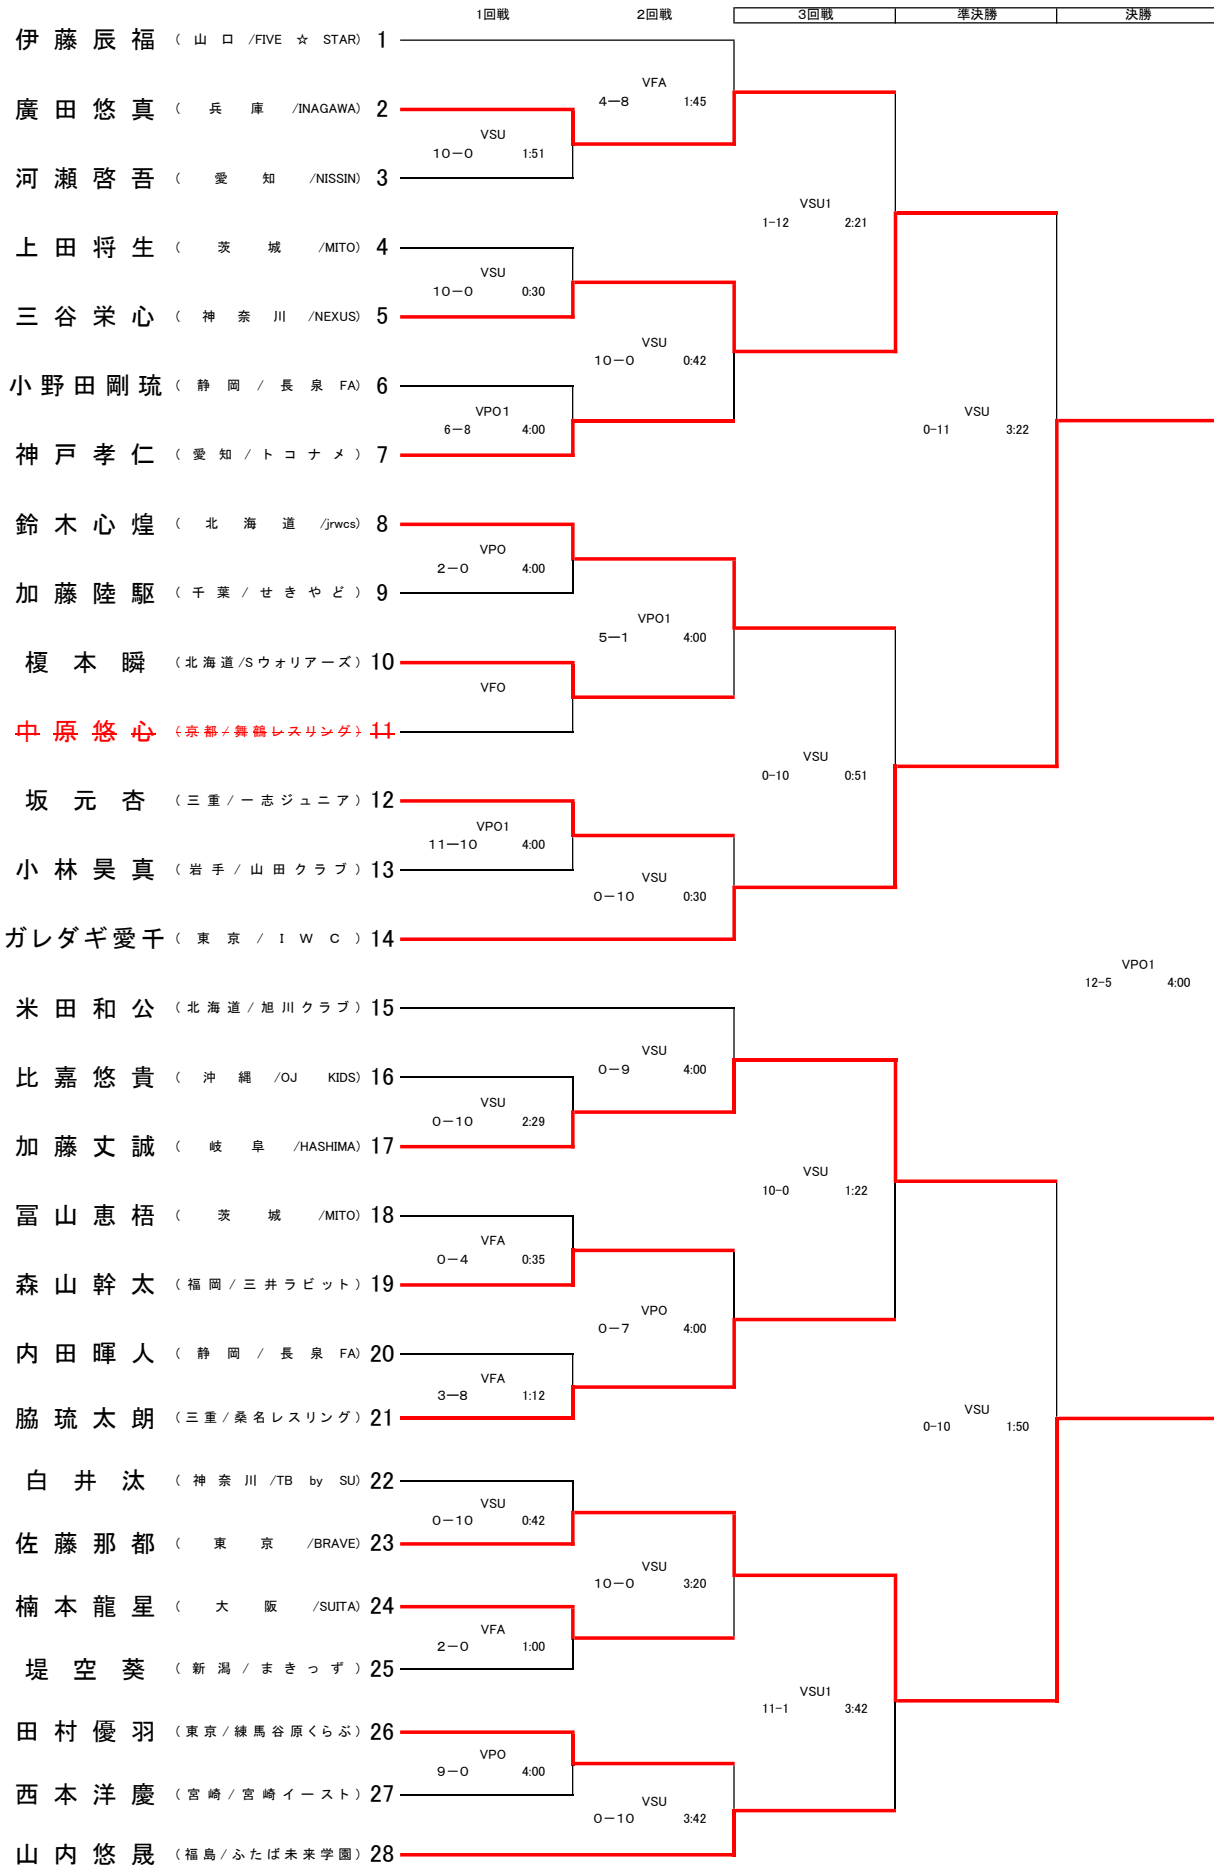 1回戦 2回戦 3回戦 準決勝 決勝
伊藤辰福 (山口/FIVE ☆ STAR) 1
VFA
4−8 1:45
廣田悠真 (兵庫/INAGAWA) 2
VSU
10−0 1:51
河瀬啓吾 (愛知/NISSIN) 3
VSU1
1-12 2:21
上田将生 (茨城/MITO) 4
VSU
10−0 0:30
三谷栄心 (神奈川/NEXUS) 5
VSU
10−0 0:42
小野田剛琉 (静岡/長泉FA) 6
VPO1
6−8 4:00
VSU
0-11 3:22
神戸孝仁 (愛知/トコナメ) 7
鈴木心煌 (北海道/jrwcs) 8
VPO
2−0 4:00
加藤陸駆 (千葉/せきやど) 9
VPO1
5−1 4:00
榎本瞬 (北海道/Sウォリアーズ) 10
VFO
中原悠心 (京都/舞鶴レスリング) 11
VSU
0-10 0:51
坂元杏 (三重/一志ジュニア) 12
VPO1
11−10 4:00
小林昊真 (岩手/山田クラブ) 13
VSU
0−10 0:30
ガレダギ愛千 (東京/IWC) 14
VPO1
12-5 4:00
米田和公 (北海道/旭川クラブ) 15
VSU
0−9 4:00
比嘉悠貴 (沖縄/OJ KIDS) 16
VSU
0−10 2:29
加藤丈誠 (岐阜/HASHIMA) 17
VSU
10-0 1:22
冨山恵梧 (茨城/MITO) 18
VFA
0−4 0:35
森山幹太 (福岡/三井ラビット) 19
VPO
0−7 4:00
内田暉人 (静岡/長泉FA) 20
VFA
3−8 1:12
脇琉太朗 (三重/桑名レスリング) 21
VSU
0-10 1:50
白井汰 (神奈川/TB by SU) 22
VSU
0−10 0:42
佐藤那都 (東京/BRAVE) 23
VSU
10−0 3:20
楠本龍星 (大阪/SUITA) 24
VFA
2−0 1:00
堤空葵 (新潟/まきっず) 25
VSU1
11-1 3:42
田村優羽 (東京/練馬谷原くらぶ) 26
VPO
9−0 4:00
西本洋慶 (宮崎/宮崎イースト) 27
VSU
0−10 3:42
山内悠晟 (福島/ふたば未来学園) 28